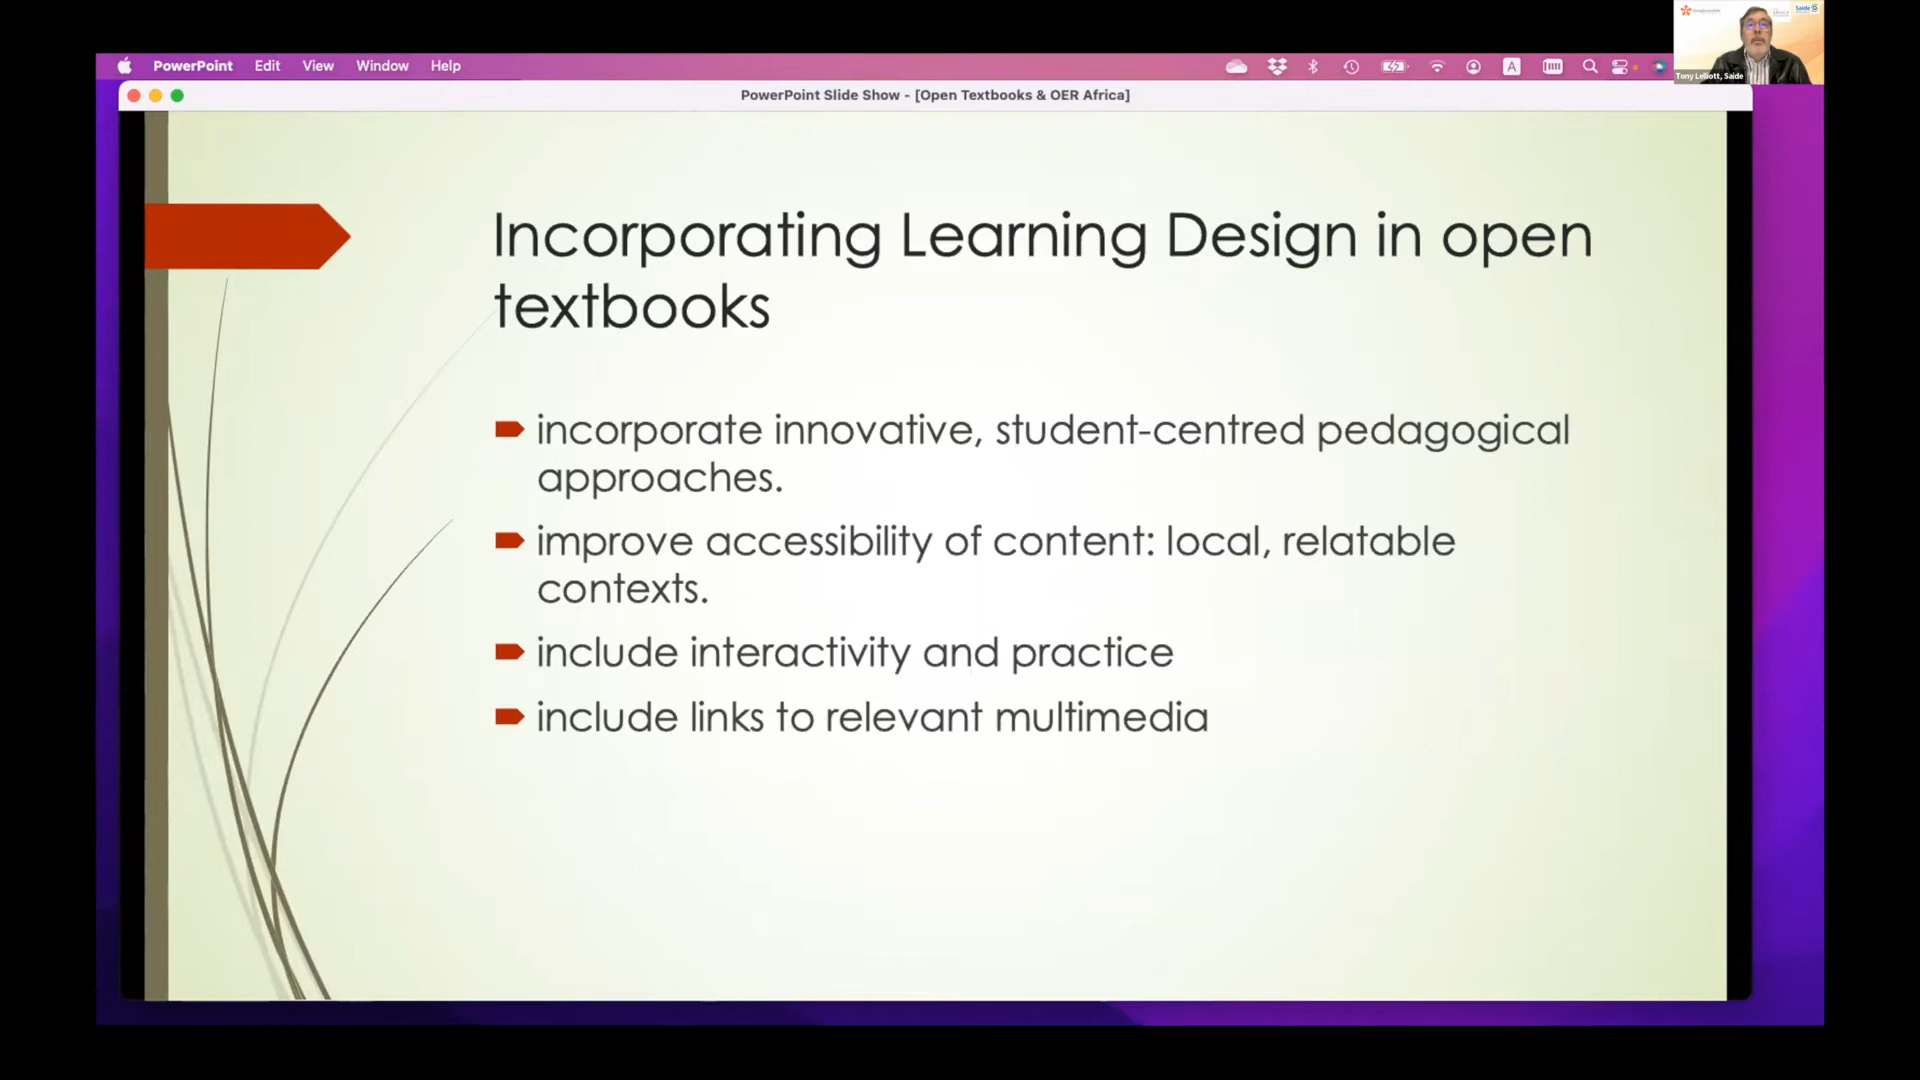 PowerPoint Edit View Window Help
A
Saide
Tony Lelliott, Saide
PowerPoint Slide Show - [Open Textbooks & OER Africa]
Incorporating Learning Design in open
textbooks
incorporate innovative, student-centred pedagogical
approaches.
improve accessibility of content: local, relatable
contexts.
include interactivity and practice
include links to relevant multimedia